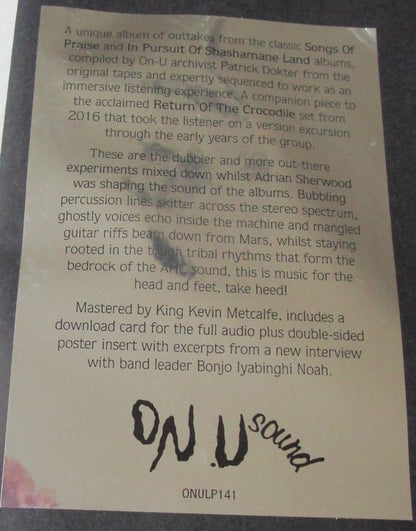 A unique album of outtakes from the classic Songs Of
Praise and In Pursuit Of Shashamane Land albums,
compiled by On-U archivist Patrick Dokter from the
original tapes and expertly sequenced to work as an
immersive listening experience. A companion piece to
the acclaimed Return Of The Crocodile set from
2016 that took the listener on a version excursion
through the early years of the group.
These are the dubbier and more out-there
experiments mixed down whilst Adrian Sherwood
was shaping the sound of the albums. Bubbling
percussion lines skitter across the stereo spectrum,
ghostly voices echo inside the machine and mangled
guitar riffs beam down from Mars, whilst staying
rooted in the tough tribal rhythms that form the
bedrock of the AHC sound, this is music for the
head and feet, take heed!
Mastered by King Kevin Metcalfe, includes a
download card for the full audio plus double-sided
poster insert with excerpts from a new interview
with band leader Bonjo Iyabinghi Noah.
ON.U sound
ONULP141